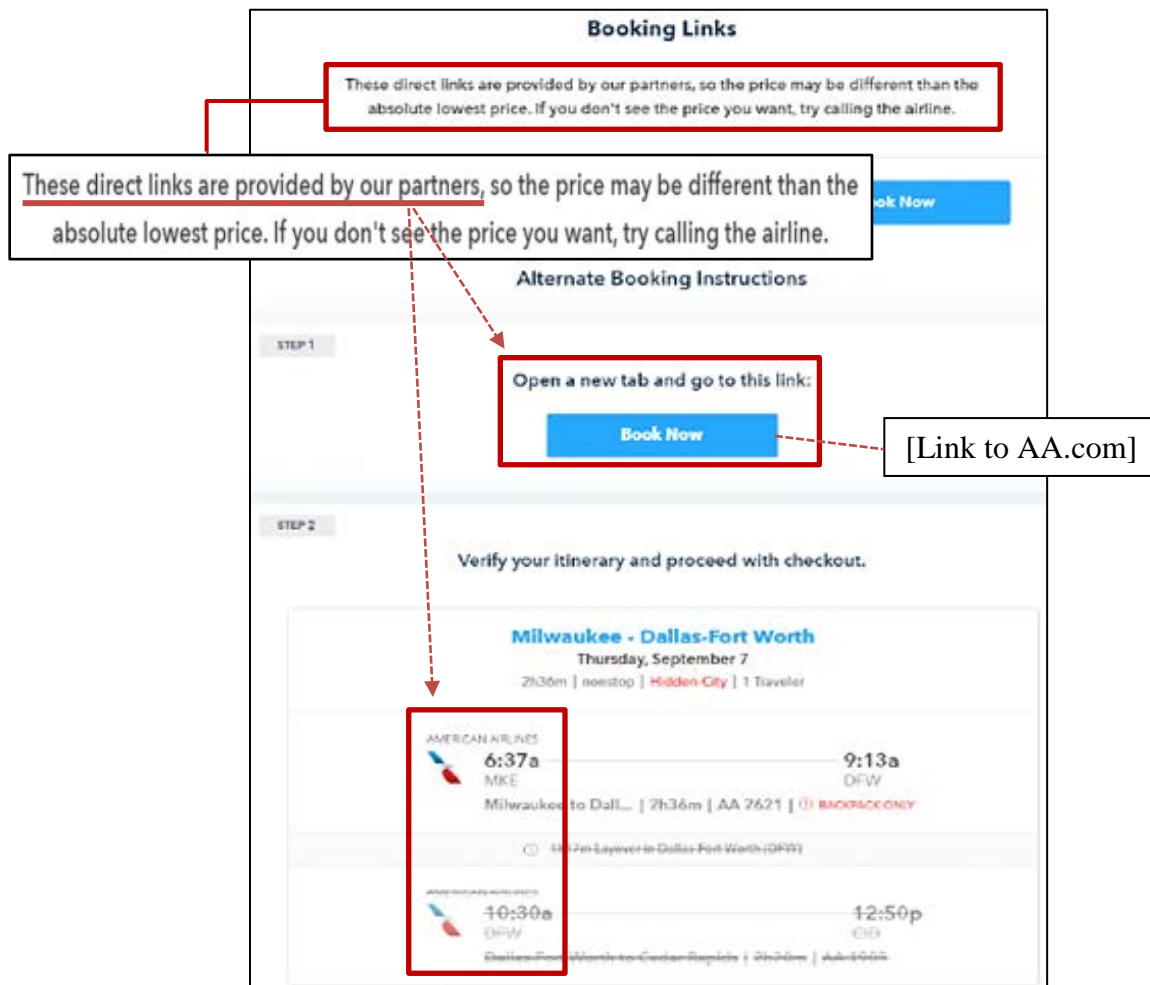 Booking Links
These direct links are provided by our partners, so the price may be different than the
absolute lowest price. If you don't see the price you want, try calling the airline.
These direct links are provided by our partners, so the price may be different than the
absolute lowest price. If you don't see the price you want, try calling the airline.
ok Now
Alternate Booking Instructions
STEP 1
Open a new tab and go to this link:
Book Now
[Link to AA.com]
STEP 2
Verify your itinerary and proceed with checkout.
Milwaukee - Dallas-Fort Worth
Thursday, September 7
2h36m | nonstop | Hidden-City | 1 Traveler
AMERICAN AIRLINES
6:37a 9:13a
MKE DFW
Milwaukee to Dall... | 2h36m | AA 2621 | BACKPACK ONLY
Layover in Dallas-Fort Worth (DFW)
AMERICAN AIRLINES
10:30a 12:50p
DFW CID
Dallas-Fort Worth to Cedar Rapids | 2h20m | AA